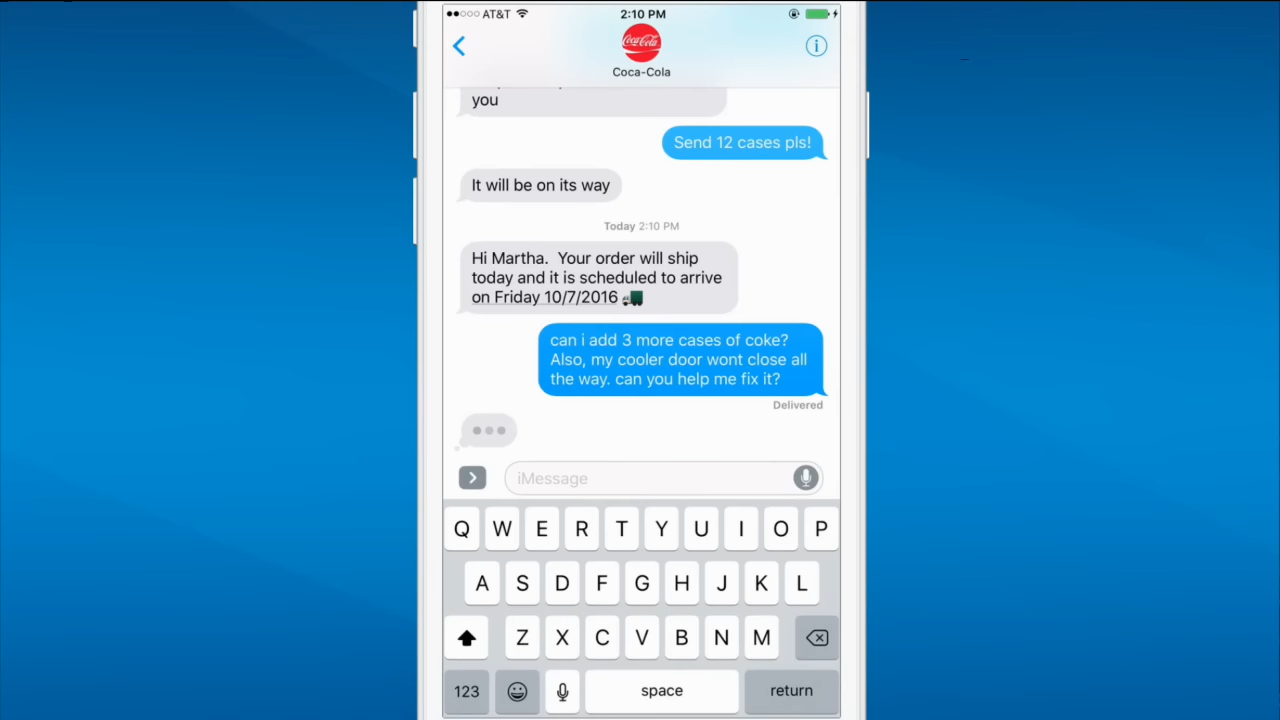 AT&T
2:10 PM
Coca-Cola
Coca-Cola
you
Send 12 cases pls!
It will be on its way
Today 2:10 PM
Hi Martha.  Your order will ship
today and it is scheduled to arrive
on Friday 10/7/2016
can i add 3 more cases of coke?
Also, my cooler door wont close all
the way. can you help me fix it?
Delivered
iMessage
Q W E R T Y U I O P
A S D F G H J K L
Z X C V B N M
123 space return